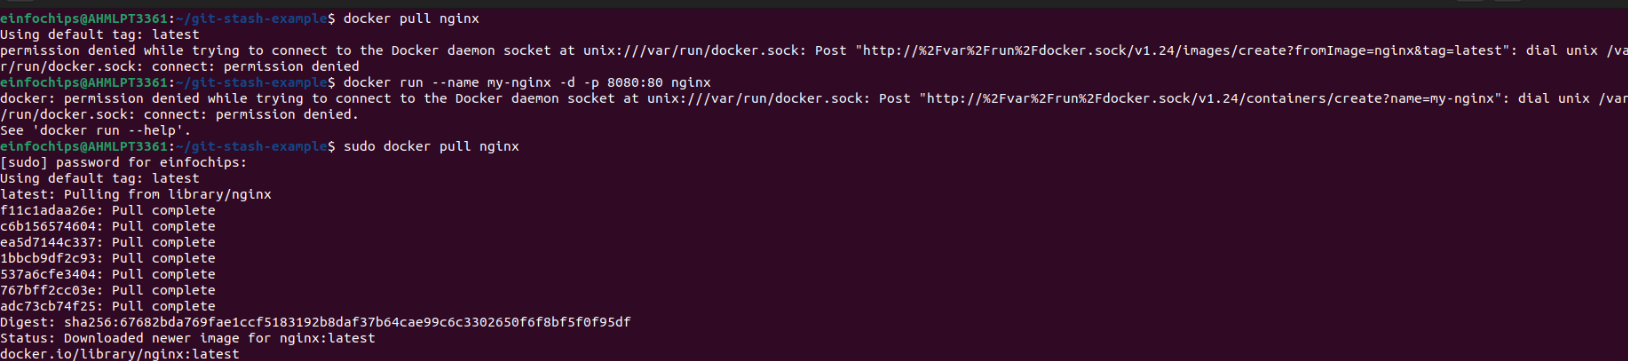 einfochips@AHMLPT3361:~/git-stash-example$ docker pull nginx
Using default tag: latest
permission denied while trying to connect to the Docker daemon socket at unix:///var/run/docker.sock: Post "http://%2Fvar%2Frun%2Fdocker.sock/v1.24/images/create?fromImage=nginx&tag=latest": dial unix /va
r/run/docker.sock: connect: permission denied
einfochips@AHMLPT3361:~/git-stash-example$ docker run --name my-nginx -d -p 8080:80 nginx
docker: permission denied while trying to connect to the Docker daemon socket at unix:///var/run/docker.sock: Post "http://%2Fvar%2Frun%2Fdocker.sock/v1.24/containers/create?name=my-nginx": dial unix /var
/run/docker.sock: connect: permission denied.
See 'docker run --help'.
einfochips@AHMLPT3361:~/git-stash-example$ sudo docker pull nginx
[sudo] password for einfochips:
Using default tag: latest
latest: Pulling from library/nginx
f11c1adaa26e: Pull complete
c6b156574604: Pull complete
ea5d7144c337: Pull complete
1bbcb9df2c93: Pull complete
537a6cfe3404: Pull complete
767bff2cc03e: Pull complete
adc73cb74f25: Pull complete
Digest: sha256:67682bda769fae1ccf5183192b8daf37b64cae99c6c3302650f6f8bf5f0f95df
Status: Downloaded newer image for nginx:latest
docker.io/library/nginx:latest